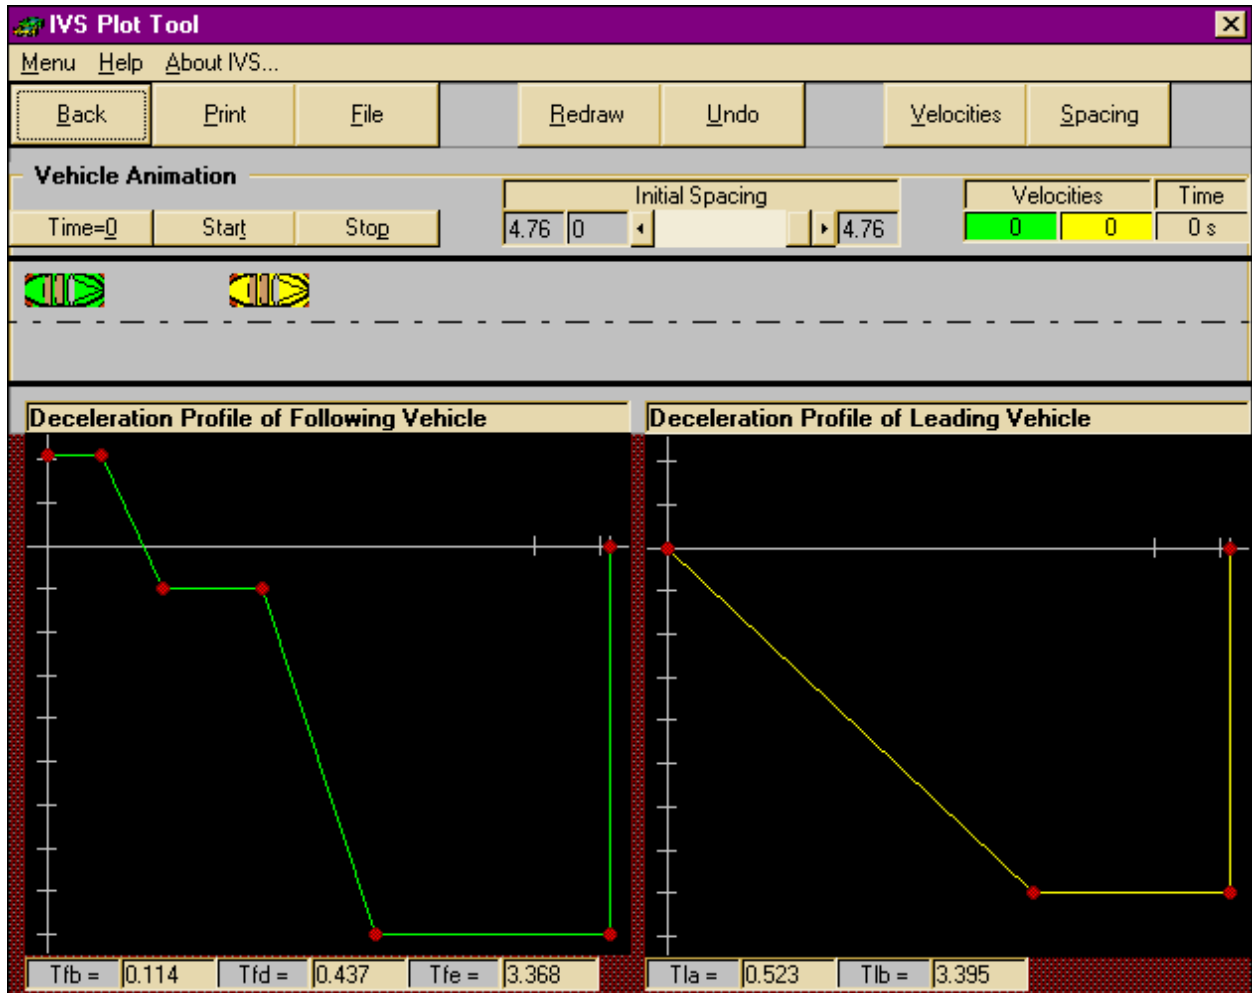 IVS Plot Tool
Menu Help About IVS...
Back Print File Redraw Undo Velocities Spacing
Vehicle Animation
Initial Spacing Velocities Time
Time=0 Start Stop 4.76 0 4.76 0 0 0 s
Deceleration Profile of Following Vehicle Deceleration Profile of Leading Vehicle
Tfb = 0.114 Tfd = 0.437 Tfe = 3.368 Tla = 0.523 Tlb = 3.395